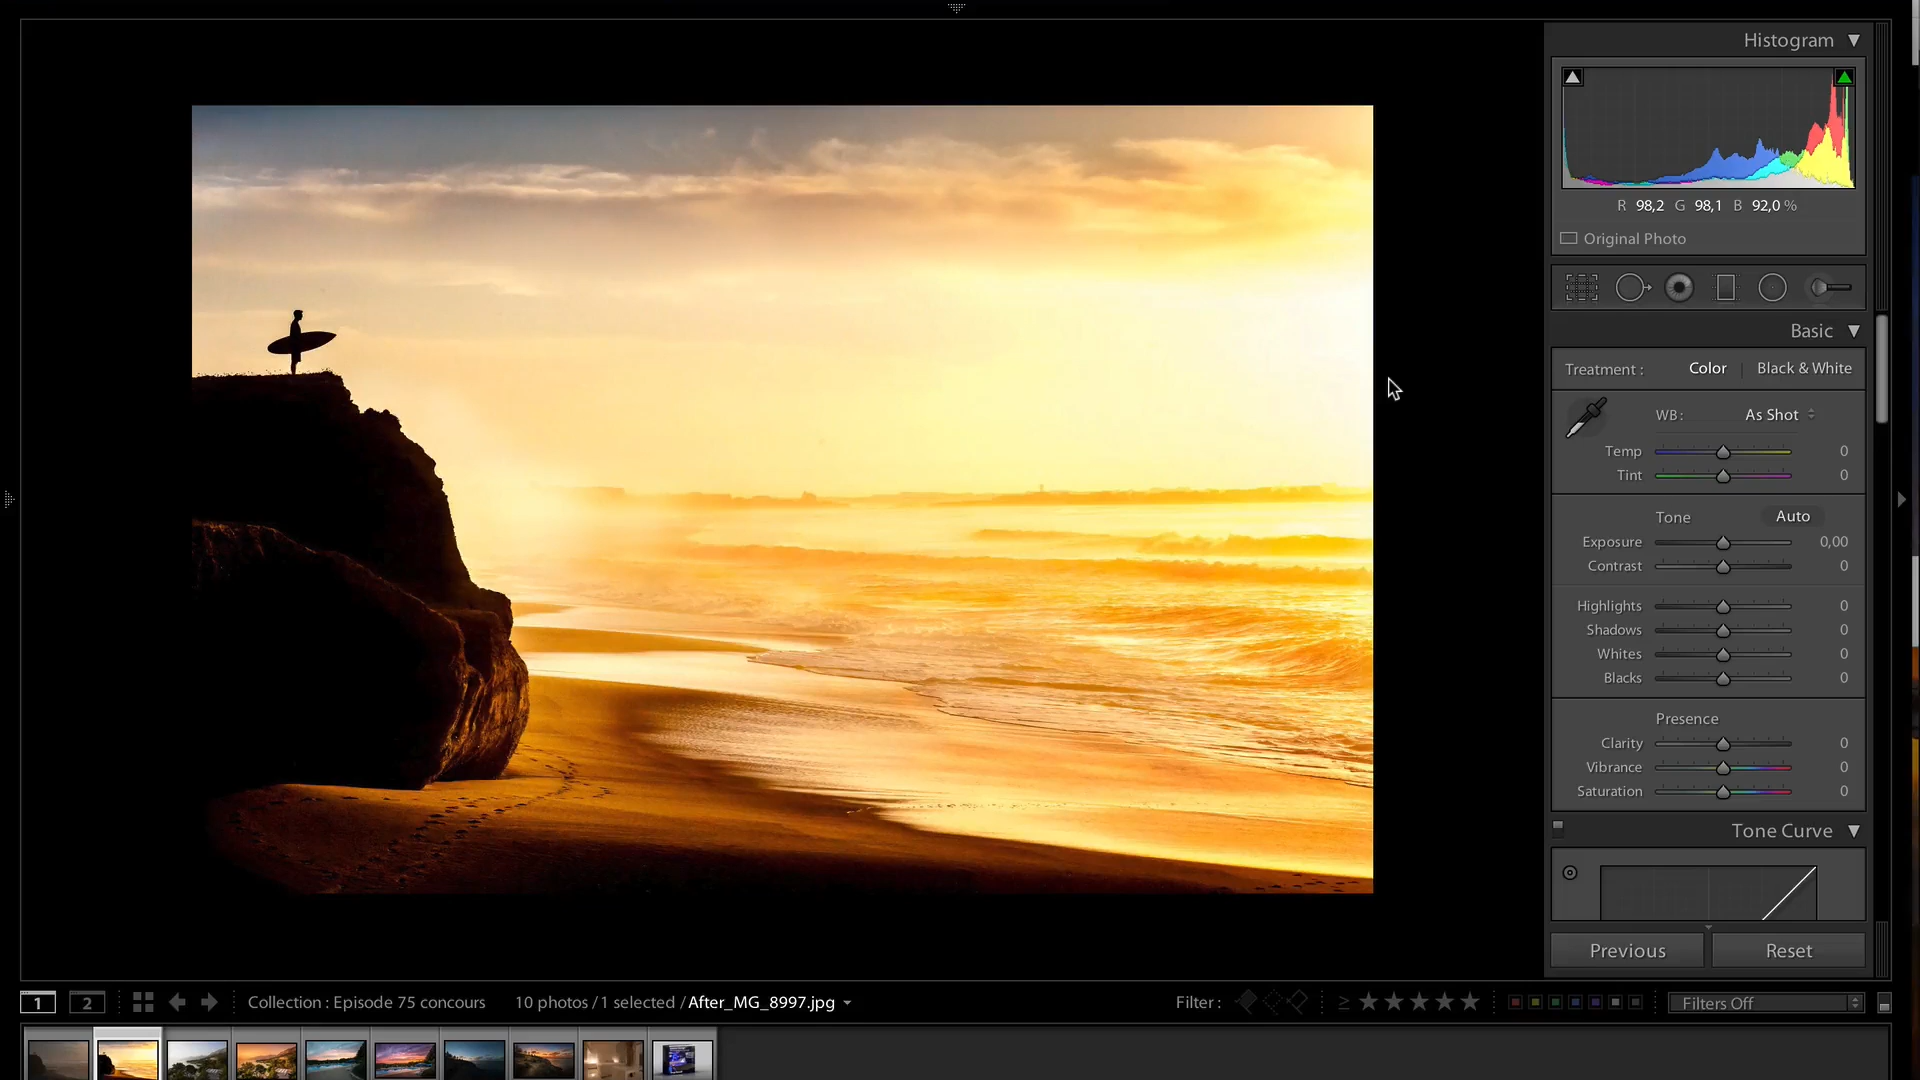 Histogram
R 98,2 G 98,1 B 92,0 %
Original Photo
Basic
Treatment : Color Black & White
WB : As Shot
Temp 0
Tint 0
Tone Auto
Exposure 0,00
Contrast 0
Highlights 0
Shadows 0
Whites 0
Blacks 0
Presence
Clarity 0
Vibrance 0
Saturation 0
Tone Curve
Previous Reset
1 2 Collection : Episode 75 concours 10 photos / 1 selected / After_MG_8997.jpg Filter : ≥ ★★★★★ Filters Off